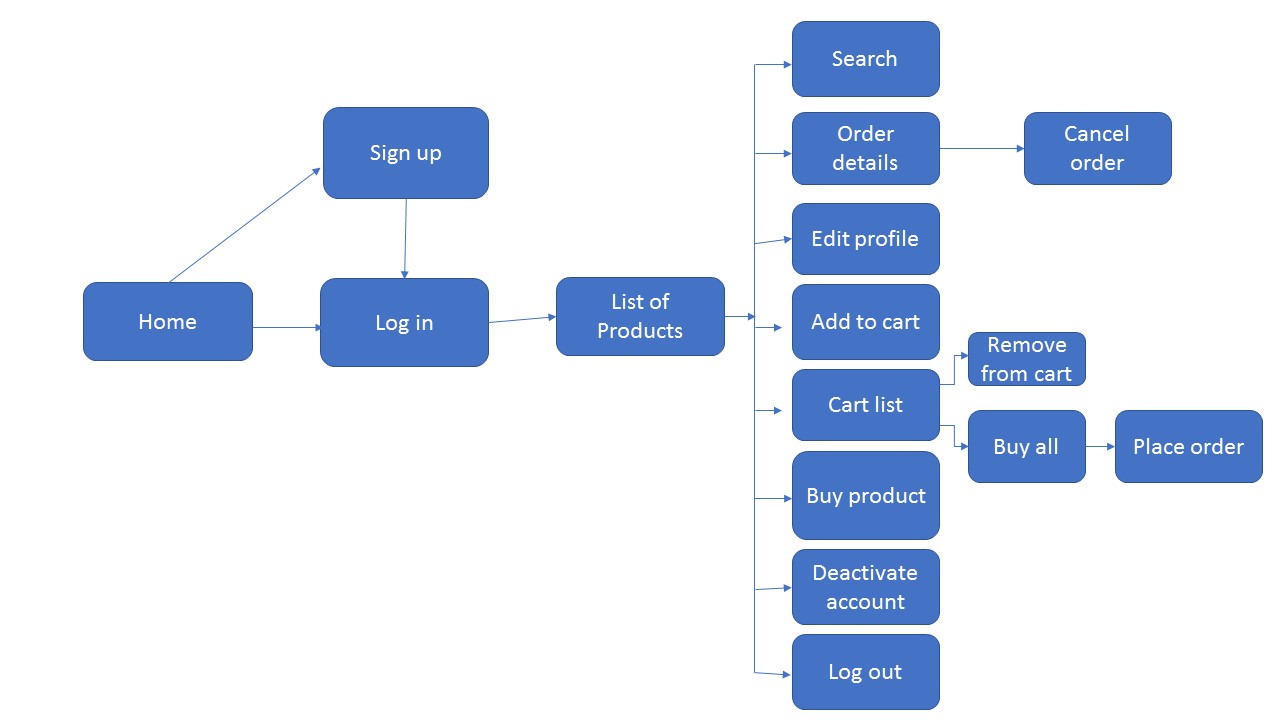 Home
Sign up
Log in
List of
Products
Search
Order
details
Cancel
order
Edit profile
Add to cart
Cart list
Remove
from cart
Buy all
Place order
Buy product
Deactivate
account
Log out